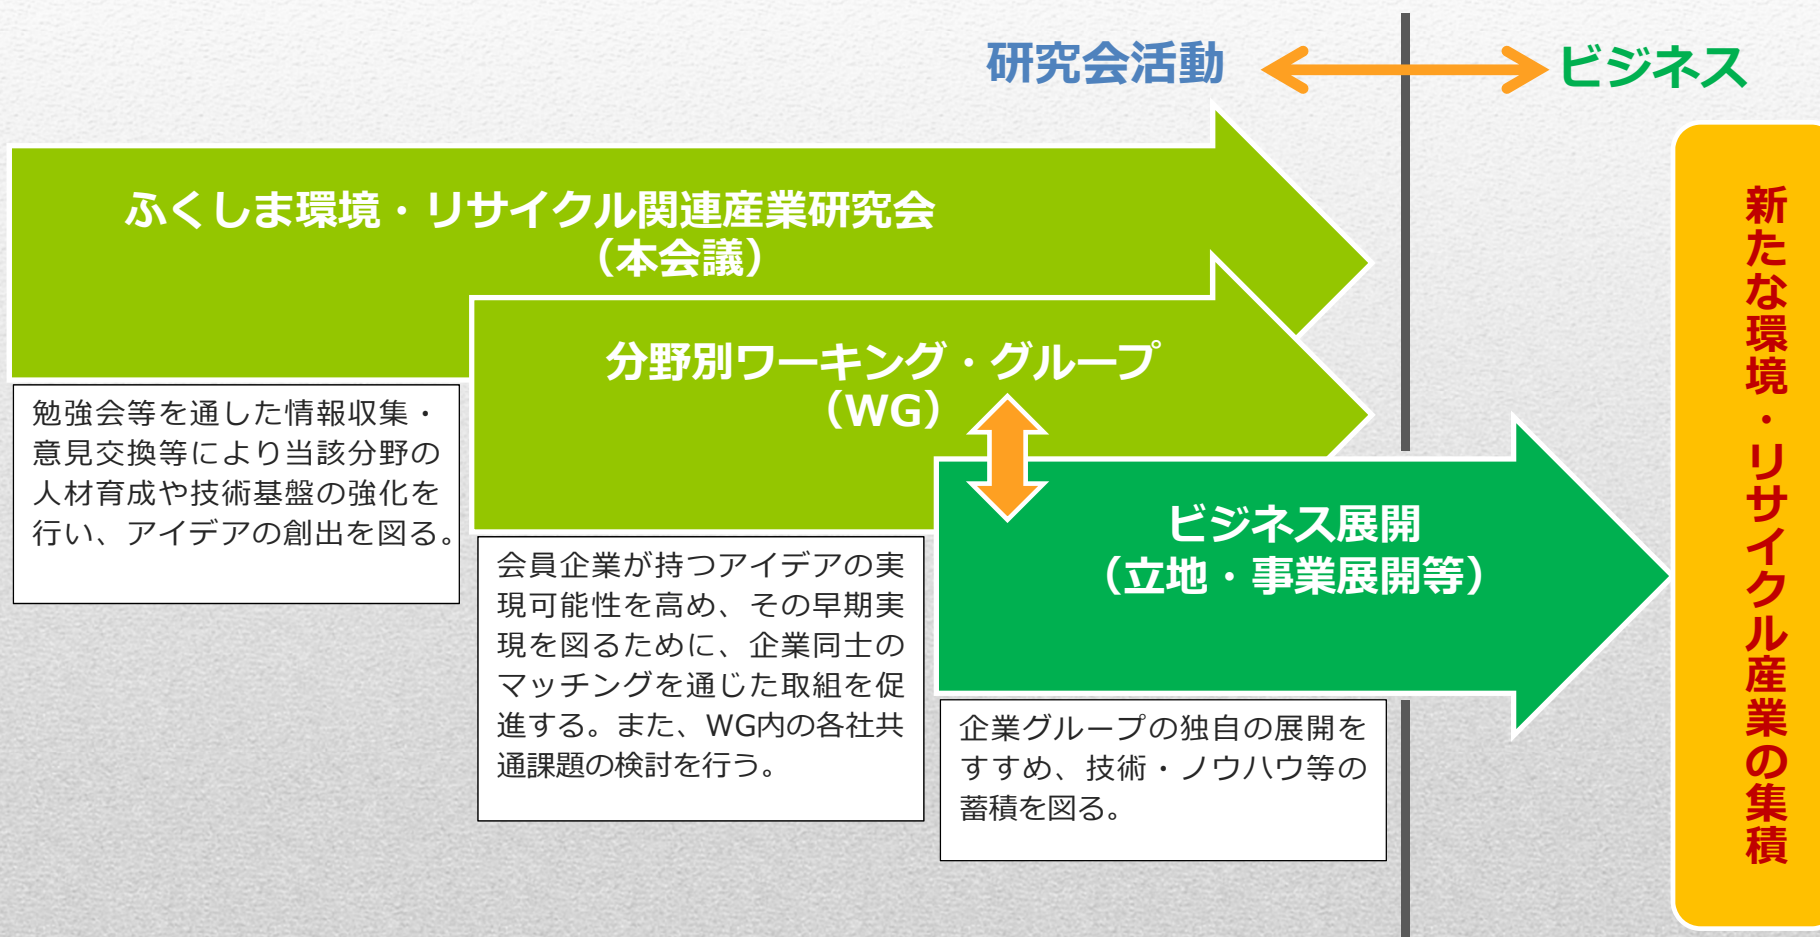 研究会活動
ビジネス
ふくしま環境・リサイクル関連産業研究会
（本会議）
勉強会等を通した情報収集・
意見交換等により当該分野の
人材育成や技術基盤の強化を
行い、アイデアの創出を図る。
分野別ワーキング・グループ
（WG）
会員企業が持つアイデアの実
現可能性を高め、その早期実
現を図るために、企業同士の
マッチングを通じた取組を促
進する。また、WG内の各社共
通課題の検討を行う。
ビジネス展開
（立地・事業展開等）
企業グループの独自の展開を
すすめ、技術・ノウハウ等の
蓄積を図る。
新たな環境・リサイクル産業の集積